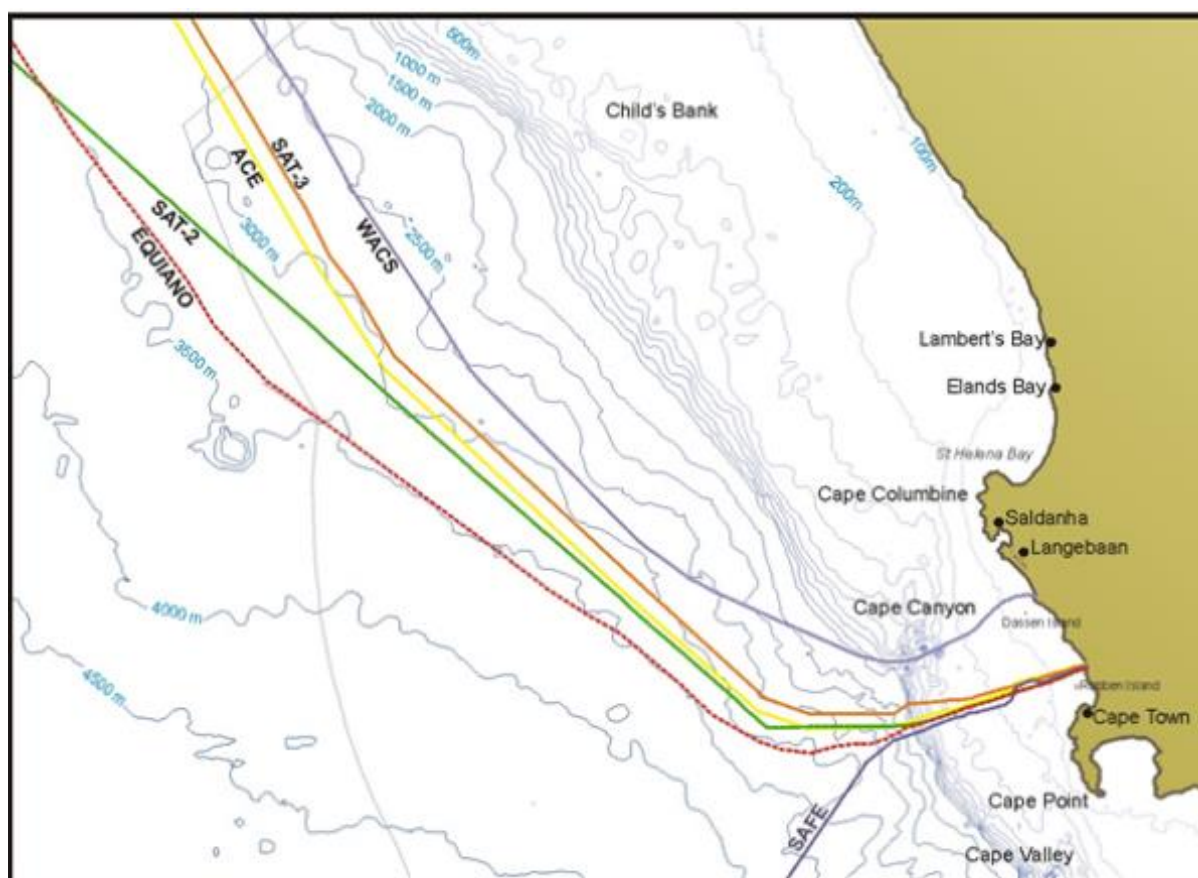 500m
1000 m
1500 m
2000 m
Child's Bank
100m
200m
SAT-3
ACE
SAT-2
WACS
2500 m
3000 m
EQUIANO
3500 m
Lambert's Bay
Elands Bay
St Helena Bay
Cape Columbine
Saldanha
Langebaan
4000 m
Cape Canyon
Dassen Island
4500 m
Robben Island
Cape Town
SAFE
Cape Point
Cape Valley